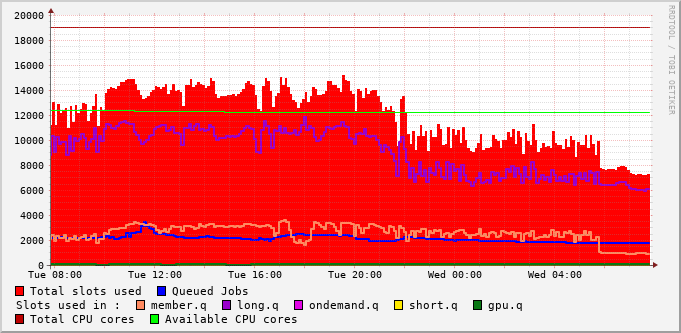 RRDTOOL / TOBI OETIKER
20000
18000
16000
14000
12000
10000
8000
6000
4000
2000
0
Tue 08:00 Tue 12:00 Tue 16:00 Tue 20:00 Wed 00:00 Wed 04:00
Total slots used Queued Jobs
Slots used in : member.q long.q ondemand.q short.q gpu.q
Total CPU cores Available CPU cores